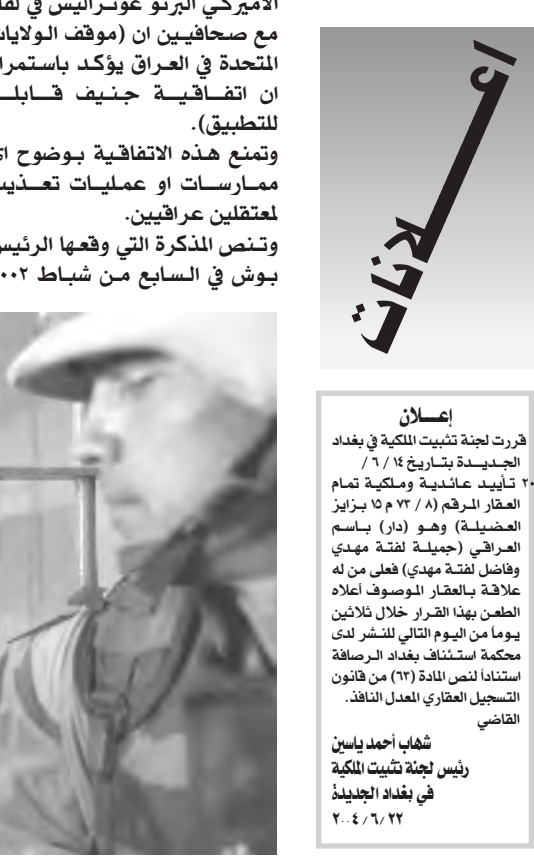 الاميركي البرتو غونزاليس في
مع صحافيين ان (موقف الولايات
المتحدة في العراق يؤكد
ان اتفاقية جنيف قابلة
للتطبيق).
وتمنع هذه الاتفاقية بوضوح
ممارسات او عمليات
لمعتقلين عراقيين.
وتنص المذكرة التي وقعها الرئيس
بوش في السابع من شباط
اعلانات
إعلان
قررت لجنة تثبيت الملكية في بغداد
الجديدة بتاريخ ١٤ / ٦ /
تأييد عائدية وملكية تمام
العقار المرقم (٨ / ٧٣ م ١٥ بزايز
العضيلة) وهو (دار) باسم
العراقي (جميلة لفتة مهدي
وفاضل لفتة مهدي) فعلى من له
علاقة بالعقار الموصوف أعلاه
الطعن بهذا القرار خلال ثلاثين
يوماً من اليوم التالي للنشر لدى
محكمة استئناف بغداد الرصافة
استناداً لنص المادة (٦٣) من قانون
التسجيل العقاري المعدل النافذ.
القاضي
شهاب أحمد ياسين
رئيس لجنة تثبيت الملكية
في بغداد الجديدة
٢٠٠٤/٦/٢٢